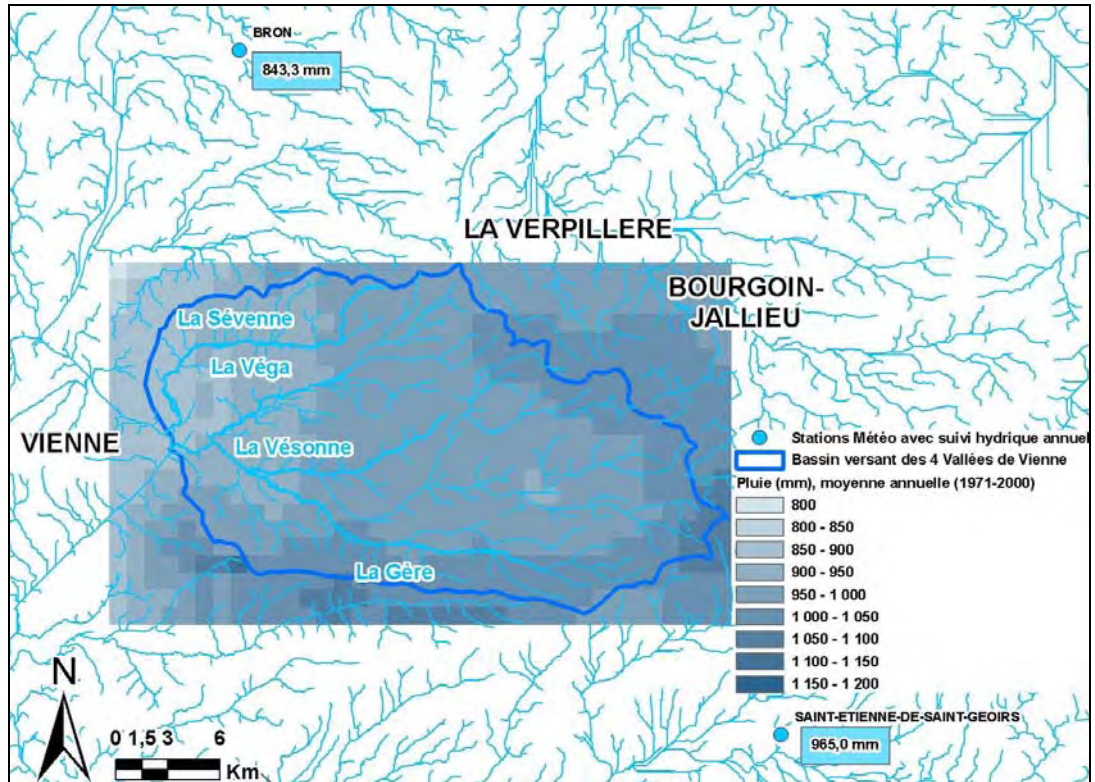 BRON
843,3 mm
LA VERPILLERE
BOURGOIN-
JALLIEU
La Sévenne
La Véga
VIENNE
La Vésonne
La Gère
Stations Météo avec suivi hydrique annuel
Bassin versant des 4 Vallées de Vienne
Pluie (mm), moyenne annuelle (1971-2000)
800
800 - 850
850 - 900
900 - 950
950 - 1 000
1 000 - 1 050
1 050 - 1 100
1 100 - 1 150
1 150 - 1 200
N
0 1,5 3 6
Km
SAINT-ETIENNE-DE-SAINT-GEOIRS
965,0 mm